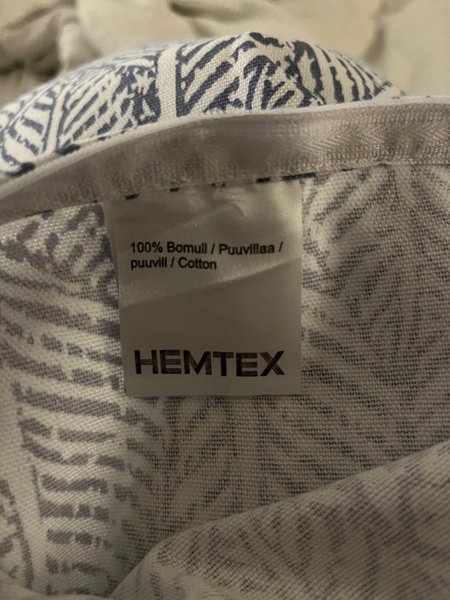 100% Bomull / Puuvillaa /
puuvill / Cotton
HEMTEX